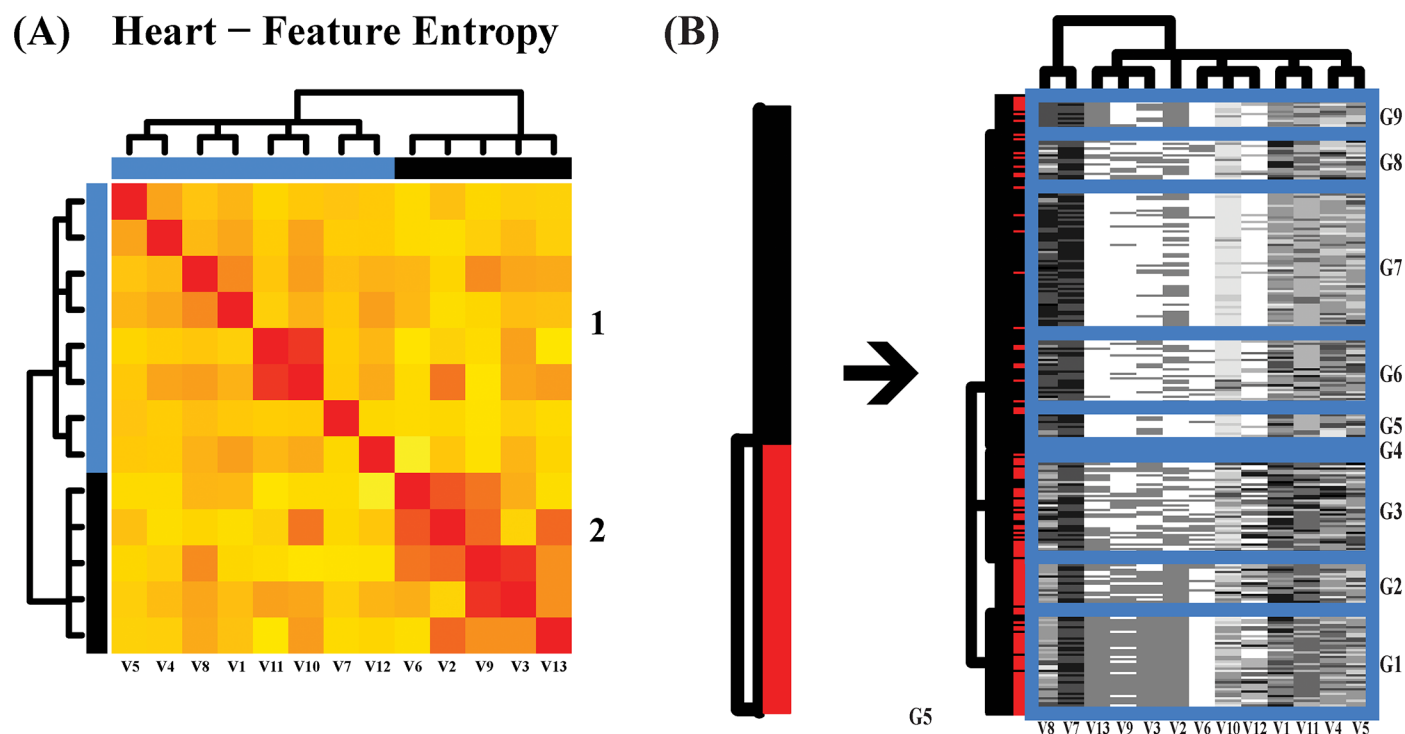 (A) Heart − Feature Entropy
(B)
1
2
V5 V4 V8 V1 V11 V10 V7 V12 V6 V2 V9 V3 V13
G9
G8
G7
G6
G5
G4
G3
G2
G1
G5
V8 V7 V13 V9 V3 V2 V6 V10 V12 V1 V11 V4 V5